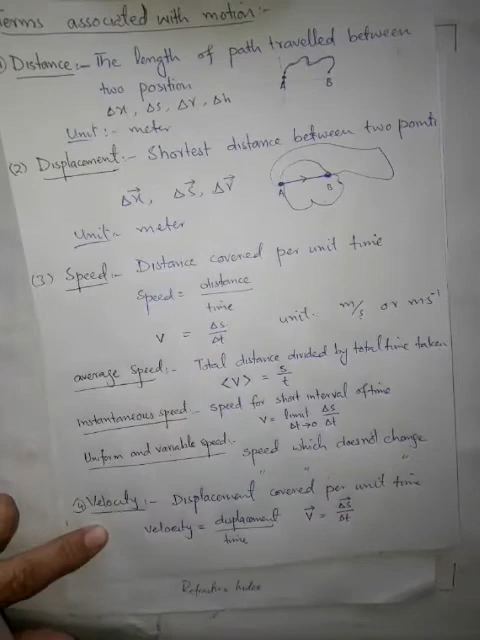 Terms associated with motion:-
(1) Distance:- The length of path travelled between
two position
Δx, Δs, Δr, Δh
A B
Unit:- meter
(2) Displacement:- Shortest distance between two points
Δx⃗, Δs⃗, Δr⃗
A B
Unit:- meter
(3) Speed:- Distance covered per unit time
Speed = distance / time
V = Δs / Δt unit:- m/s or ms⁻¹
average speed:- Total distance divided by total time taken
<V> = s / t
instantaneous speed:- speed for short interval of time
V = limit Δt→0 Δs / Δt
Uniform and variable speed:- speed which doesn't change
" " "
(4) Velocity:- Displacement covered per unit time
velocity = displacement / time V⃗ = Δs⃗ / Δt
Refractive Index